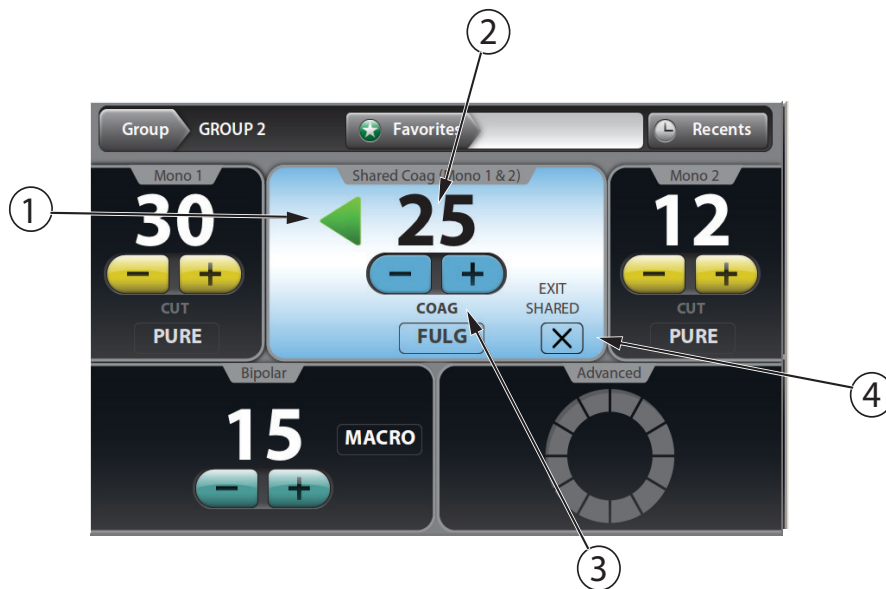 2
Group GROUP 2 Favorites Recents
Mono 1 Shared Coag (Mono 1 & 2) Mono 2
1
30 25 12
− + − + − +
EXIT
CUT COAG SHARED CUT
PURE FULG X PURE
4
Bipolar Advanced
15 MACRO
− +
3